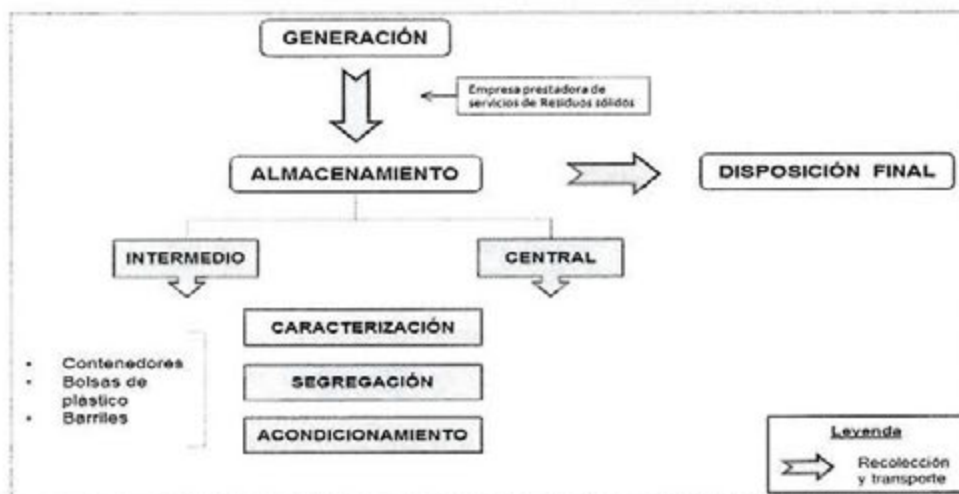 GENERACIÓN
Empresa prestadora de
servicios de Residuos sólidos
ALMACENAMIENTO
DISPOSICIÓN FINAL
INTERMEDIO
CENTRAL
CARACTERIZACIÓN
• Contenedores
• Bolsas de
plástico
• Barriles
SEGREGACIÓN
ACONDICIONAMIENTO
Leyenda
Recolección
y transporte